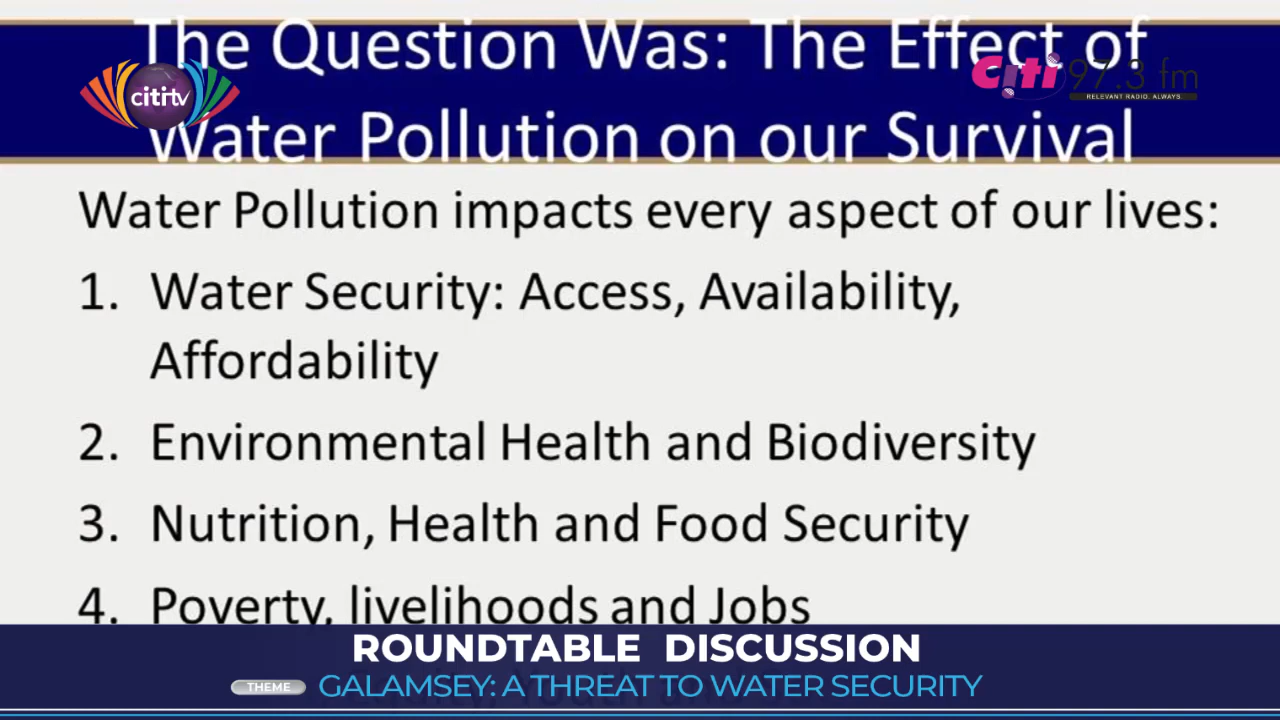 The Question Was: The Effect of
citi tv
Citi 97.3 fm
RELEVANT RADIO. ALWAYS
Water Pollution on our Survival
Water Pollution impacts every aspect of our lives:
1. Water Security: Access, Availability,
Affordability
2. Environmental Health and Biodiversity
3. Nutrition, Health and Food Security
4. Poverty, livelihoods and Jobs
ROUNDTABLE DISCUSSION
THEME GALAMSEY: A THREAT TO WATER SECURITY